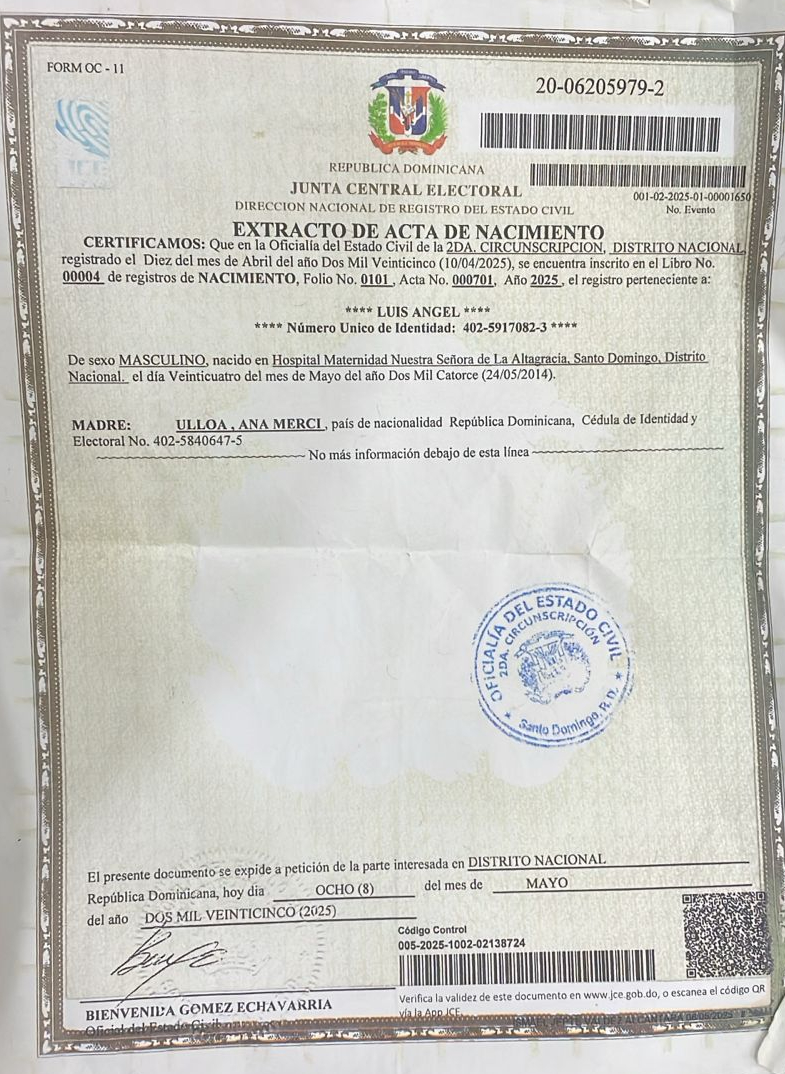 FORM OC - 11
20-06205979-2
JCE
REPUBLICA DOMINICANA
JUNTA CENTRAL ELECTORAL
001-02-2025-01-00001650
DIRECCION NACIONAL DE REGISTRO DEL ESTADO CIVIL
No. Evento
EXTRACTO DE ACTA DE NACIMIENTO
CERTIFICAMOS: Que en la Oficialía del Estado Civil de la 2DA. CIRCUNSCRIPCION, DISTRITO NACIONAL,
registrado el Diez del mes de Abril del año Dos Mil Veinticinco (10/04/2025), se encuentra inscrito en el Libro No.
00004 de registros de NACIMIENTO, Folio No. 0101, Acta No. 000701, Año 2025, el registro perteneciente a:
**** LUIS ANGEL ****
**** Número Unico de Identidad: 402-5917082-3 ****
De sexo MASCULINO, nacido en Hospital Maternidad Nuestra Señora de La Altagracia, Santo Domingo, Distrito
Nacional. el día Veinticuatro del mes de Mayo del año Dos Mil Catorce (24/05/2014).
MADRE: ULLOA , ANA MERCI , país de nacionalidad República Dominicana, Cédula de Identidad y
Electoral No. 402-5840647-5
No más información debajo de esta línea
OFICIALÍA DEL ESTADO CIVIL
2DA. CIRCUNSCRIPCIÓN
Santo Domingo, R. D.
El presente documento se expide a petición de la parte interesada en DISTRITO NACIONAL
República Dominicana, hoy dia OCHO (8) del mes de MAYO
del año DOS MIL VEINTICINCO (2025)
Código Control
005-2025-1002-02138724
BIENVENIDA GOMEZ ECHAVARRIA
Oficial del Estado Civil
Verifica la validez de este documento en www.jce.gob.do, o escanea el código QR
vía la App JCE.